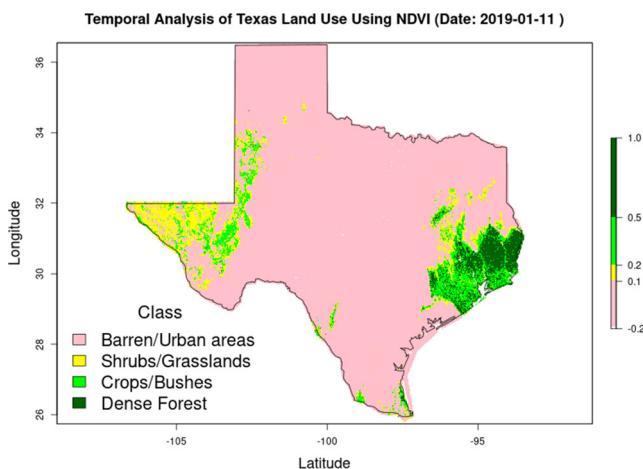 Temporal Analysis of Texas Land Use Using NDVI (Date: 2019-01-11 )
36
34
32
30
28
26
Longitude
-105
-100
-95
Latitude
Class
Barren/Urban areas
Shrubs/Grasslands
Crops/Bushes
Dense Forest
1.0
0.5
0.2
0.1
-0.2